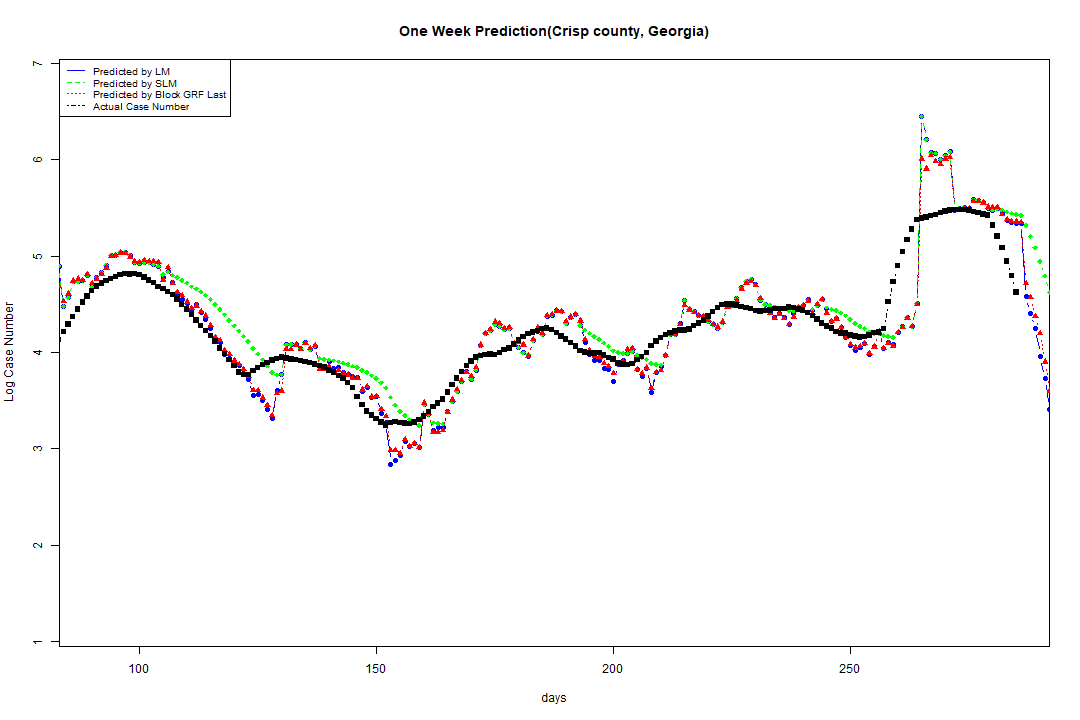 One Week Prediction(Crisp county, Georgia)
Predicted by LM
Predicted by SLM
Predicted by Block GRF Last
Actual Case Number
Log Case Number
7
6
5
4
3
2
1
100 150 200 250
days